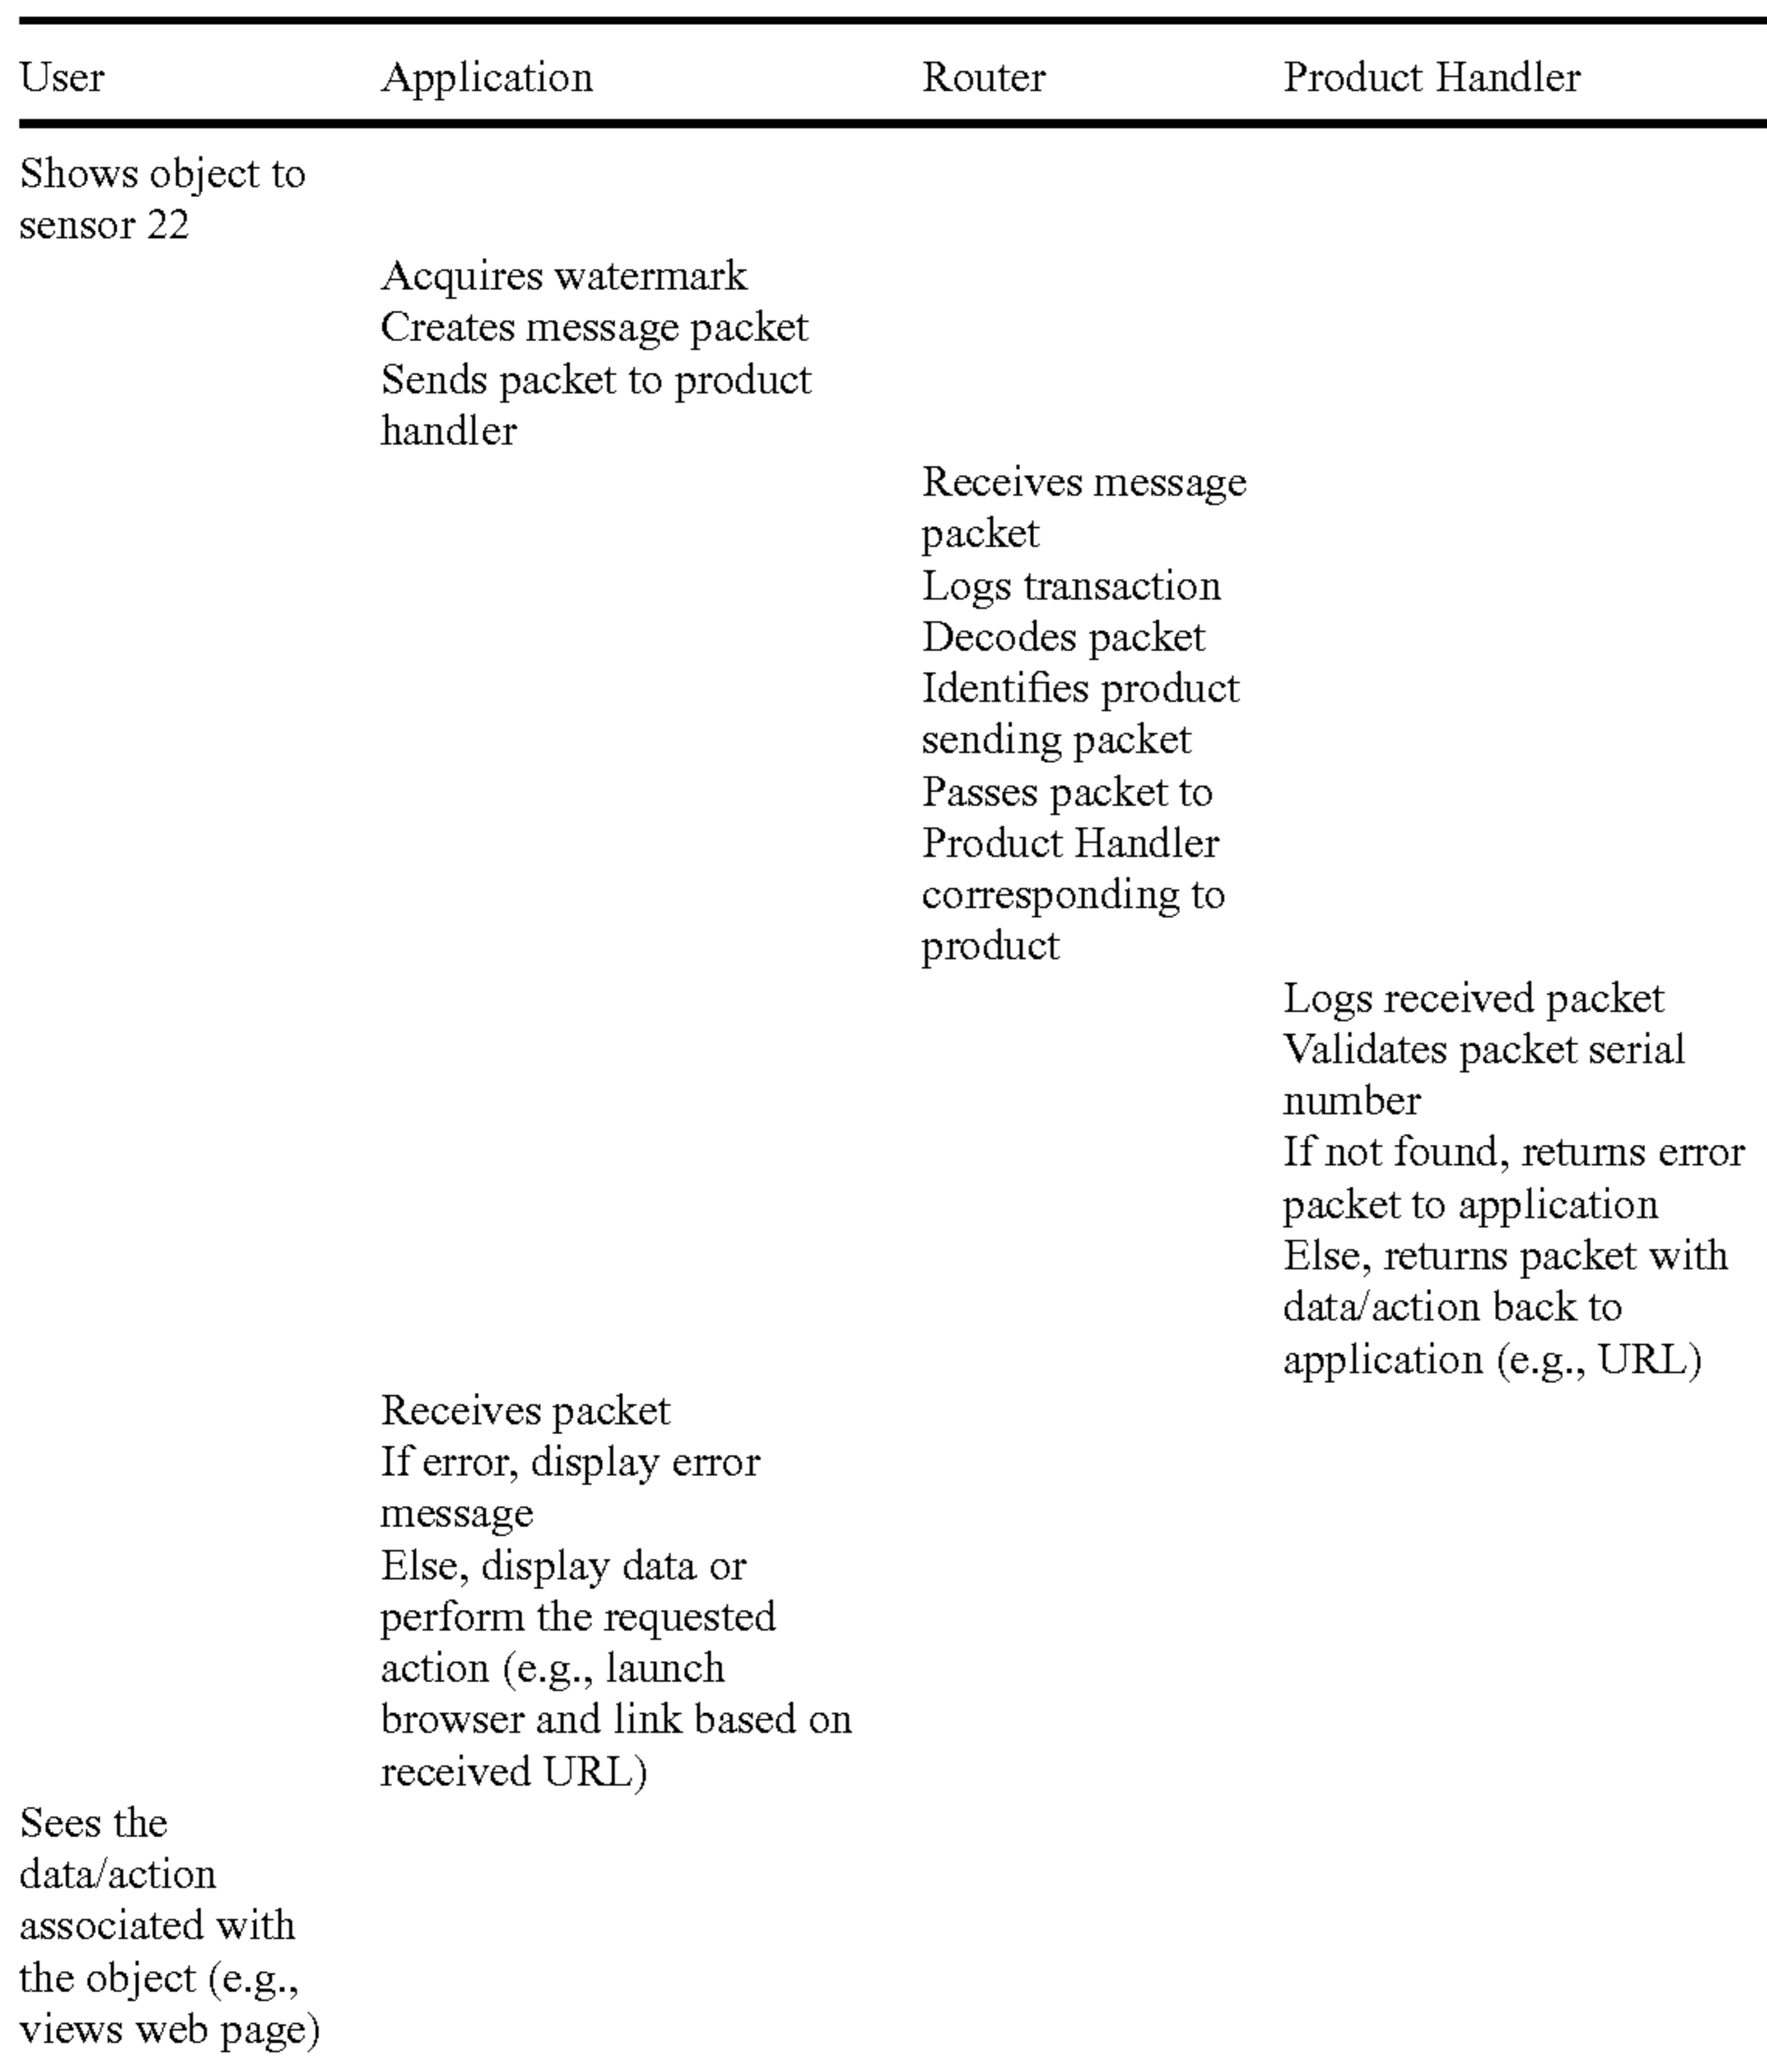 User Application Router Product Handler
Shows object to
sensor 22
Acquires watermark
Creates message packet
Sends packet to product
handler
Receives message
packet
Logs transaction
Decodes packet
Identifies product
sending packet
Passes packet to
Product Handler
corresponding to
product
Logs received packet
Validates packet serial
number
If not found, returns error
packet to application
Else, returns packet with
data/action back to
application (e.g., URL)
Receives packet
If error, display error
message
Else, display data or
perform the requested
action (e.g., launch
browser and link based on
received URL)
Sees the
data/action
associated with
the object (e.g.,
views web page)